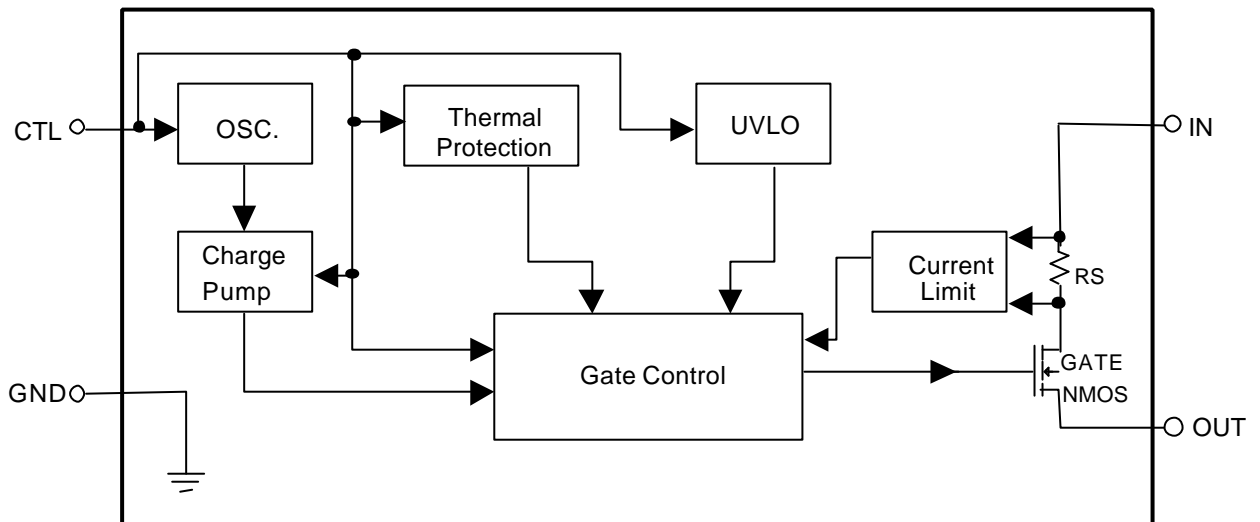 CTL
OSC.
Thermal
Protection
UVLO
IN
Charge
Pump
Current
Limit
RS
Gate Control
GATE
NMOS
GND
OUT